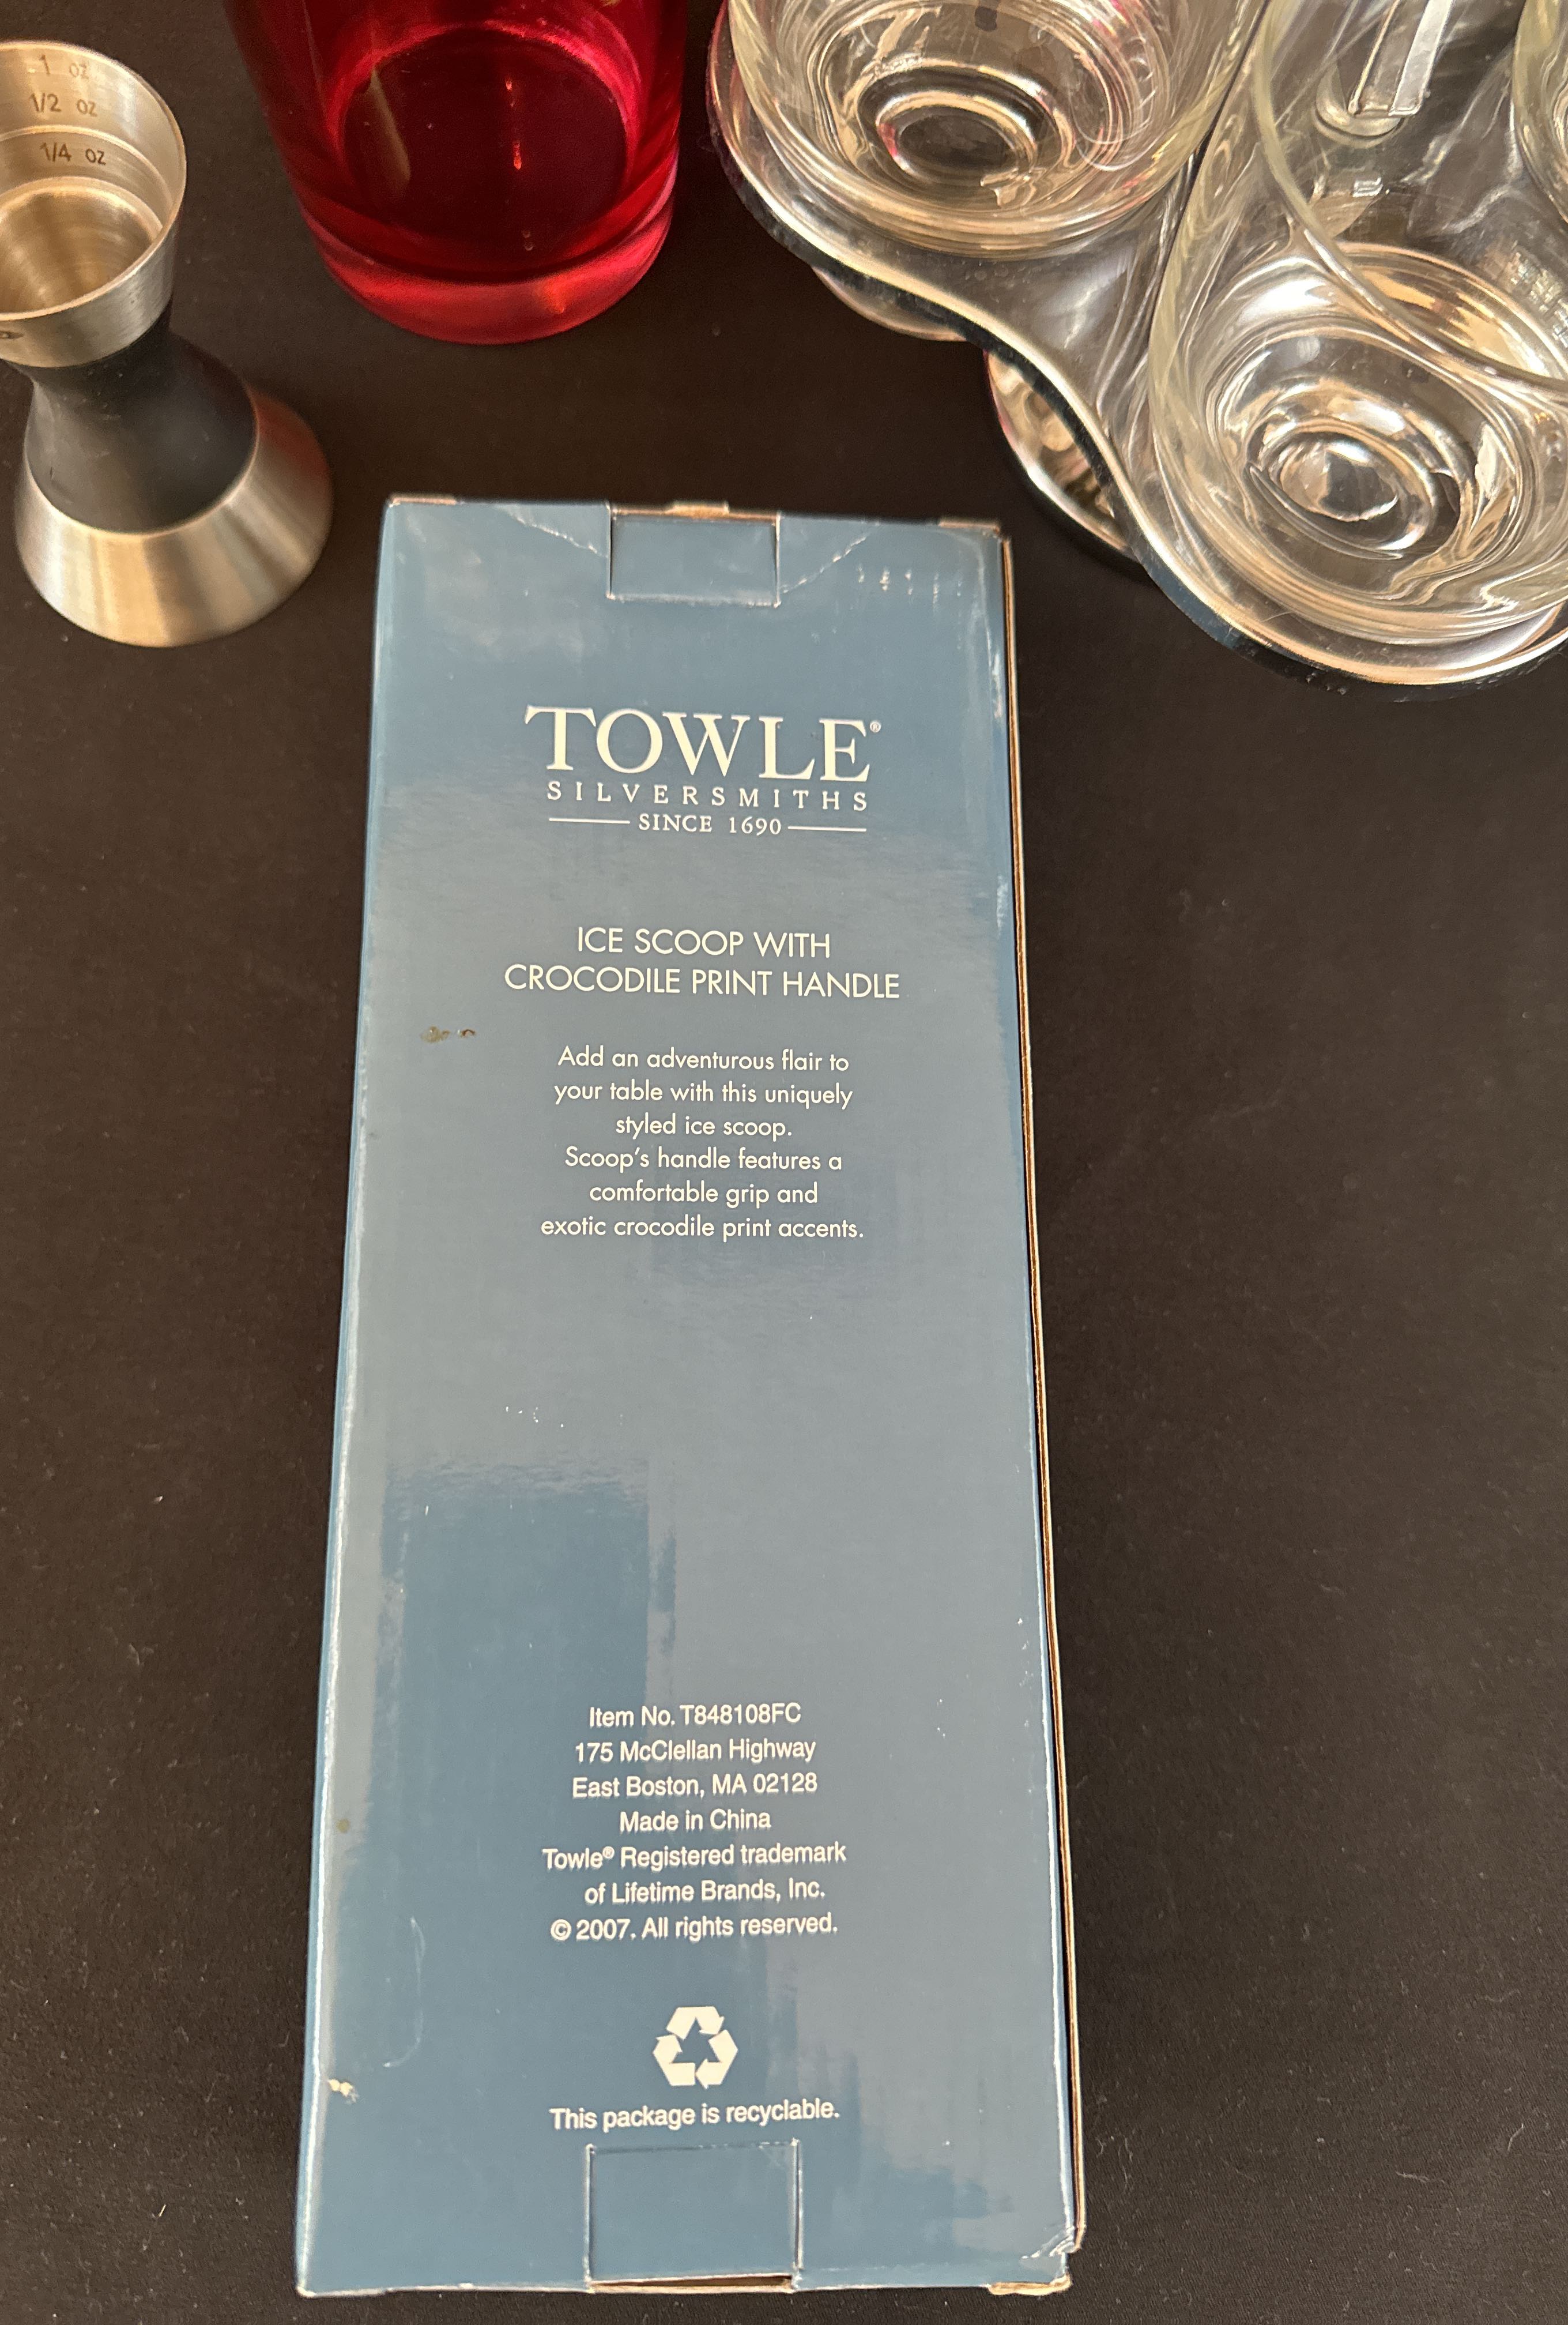 1 oz
1/2 oz
1/4 oz
TOWLE®
SILVERSMITHS
SINCE 1690
ICE SCOOP WITH
CROCODILE PRINT HANDLE
Add an adventurous flair to
your table with this uniquely
styled ice scoop.
Scoop's handle features a
comfortable grip and
exotic crocodile print accents.
Item No. T848108FC
175 McClellan Highway
East Boston, MA 02128
Made in China
Towle® Registered trademark
of Lifetime Brands, Inc.
© 2007. All rights reserved.
This package is recyclable.